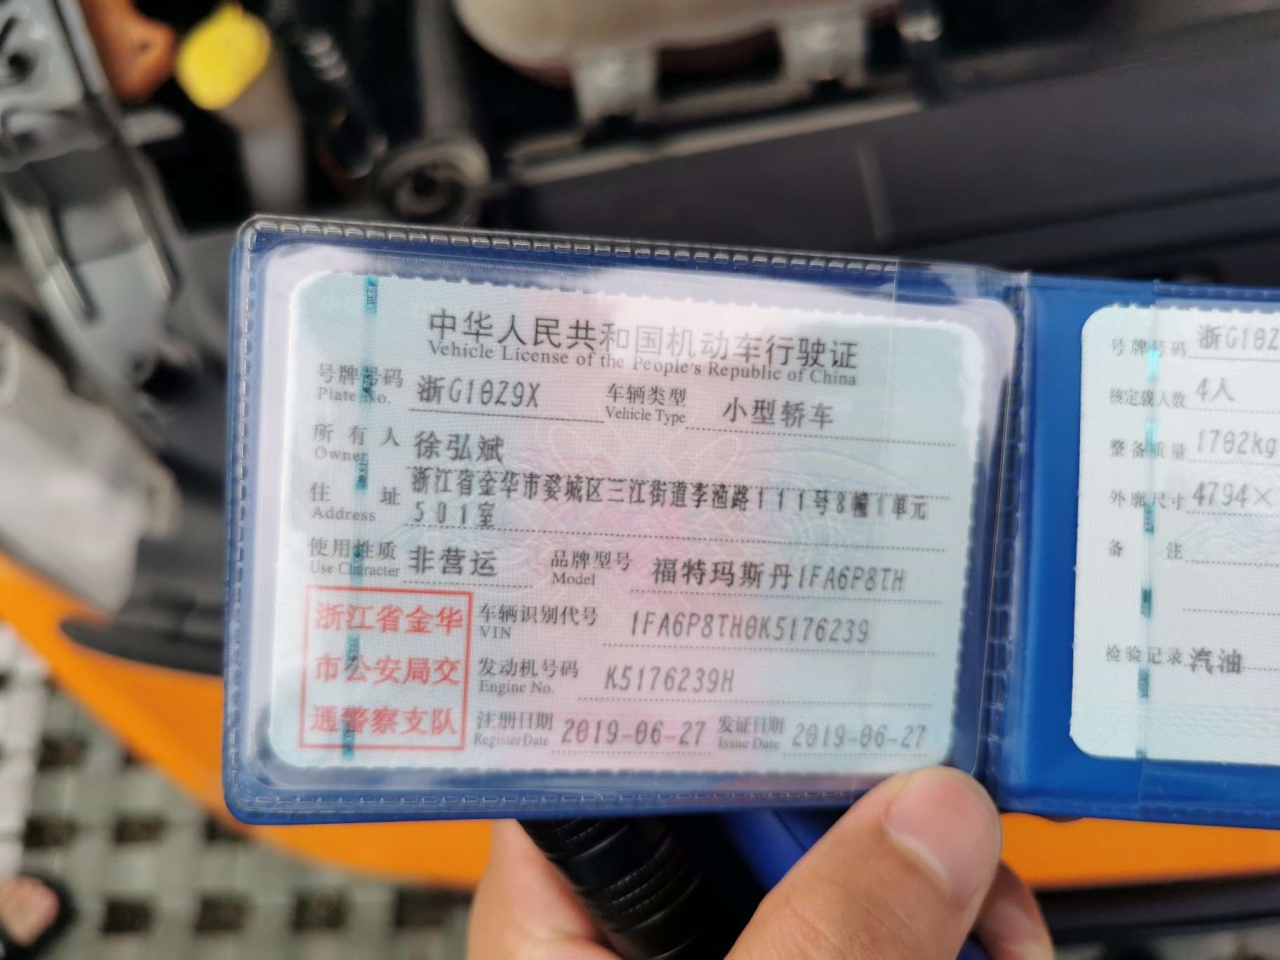 中华人民共和国机动车行驶证
Vehicle License of the People's Republic of China
号牌号码 浙G10Z9X 车辆类型 小型轿车
Plate No. Vehicle Type
所有人 徐弘斌
Owner
住址 浙江省金华市婺城区三江街道李渔路111号8幢1单元
Address 501室
使用性质 非营运 品牌型号 福特玛斯丹1FA6P8TH
Use Character Model
浙江省金华
市公安局交
通警察支队
车辆识别代号 1FA6P8TH0K5176239
VIN
发动机号码 K5176239H
Engine No.
注册日期 2019-06-27 发证日期 2019-06-27
Register Date Issue Date
号牌号码 浙G10Z
核定载人数 4人
整备质量 1702kg
外廓尺寸 4794×
备注
检验记录 汽油